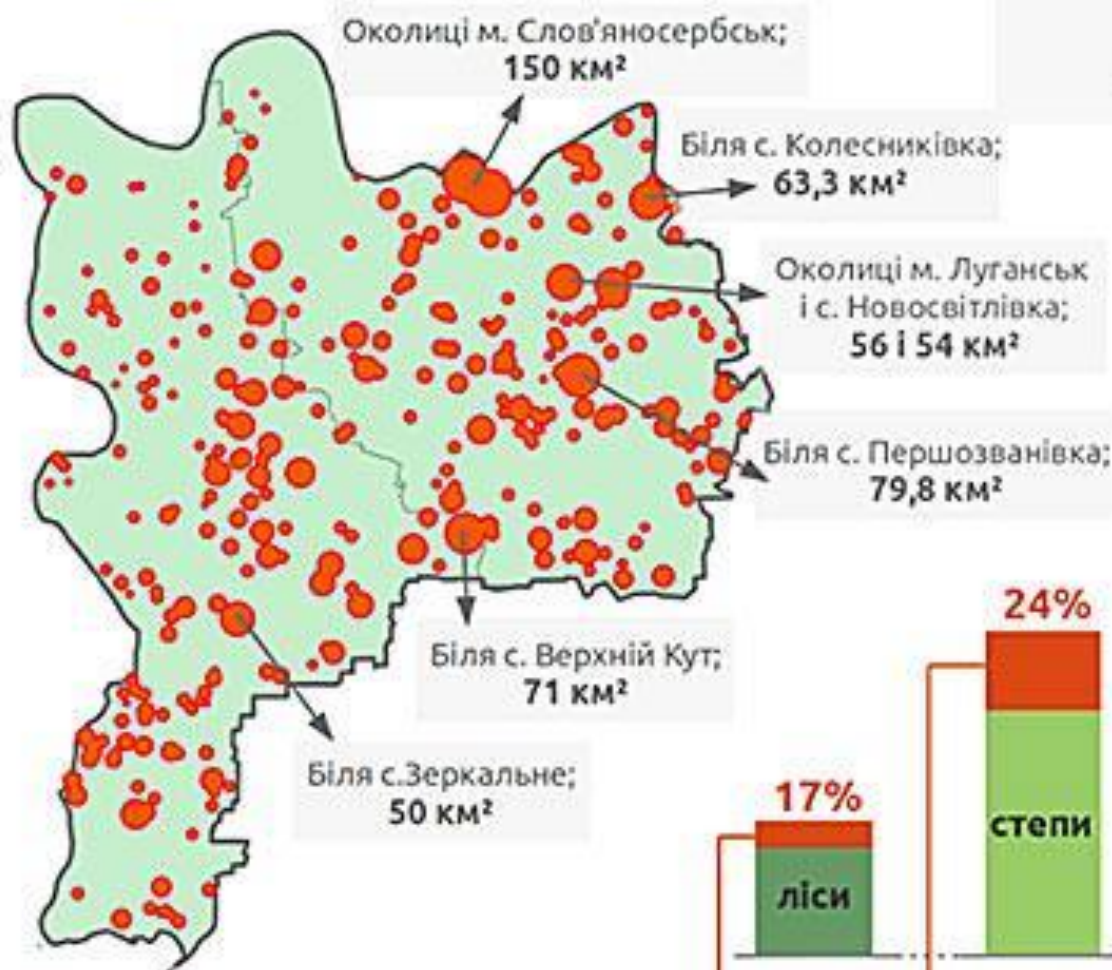 Околиці м. Слов'яносербськ;
150 км²
Біля с. Колесниківка;
63,3 км²
Околиці м. Луганськ
і с. Новосвітлівка;
56 і 54 км²
Біля с. Першозванівка;
79,8 км²
Біля с. Верхній Кут;
71 км²
Біля с.Зеркальне;
50 км²
24%
степи
17%
ліси